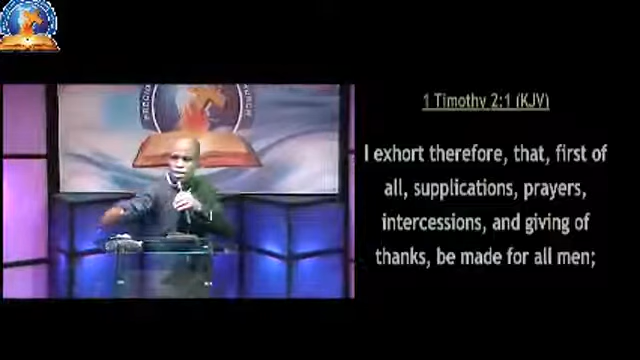 1 Timothy 2:1 (KJV)
I exhort therefore, that, first of
all, supplications, prayers,
intercessions, and giving of
thanks, be made for all men;